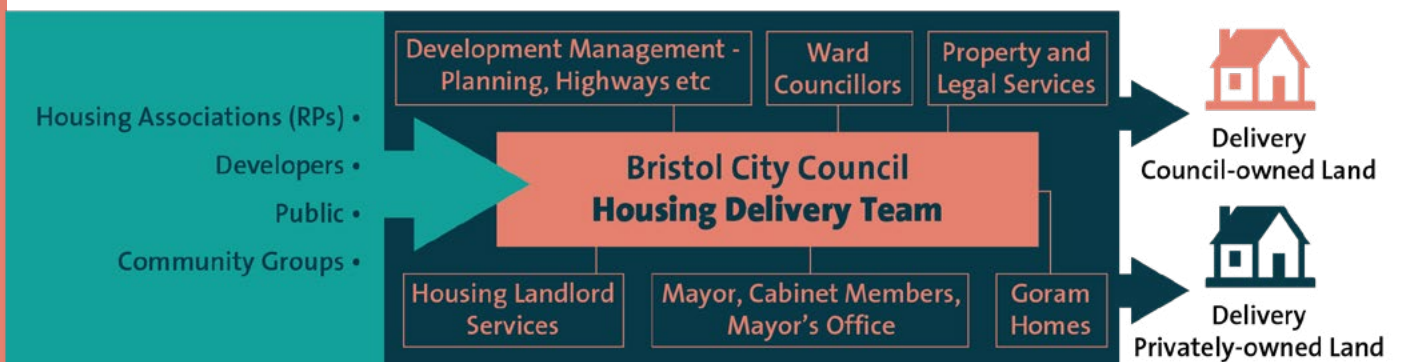 Housing Associations (RPs) •
Developers •
Public •
Community Groups •
Development Management -
Planning, Highways etc
Ward
Councillors
Property and
Legal Services
Bristol City Council
Housing Delivery Team
Housing Landlord
Services
Mayor, Cabinet Members,
Mayor's Office
Goram
Homes
Delivery
Council-owned Land
Delivery
Privately-owned Land